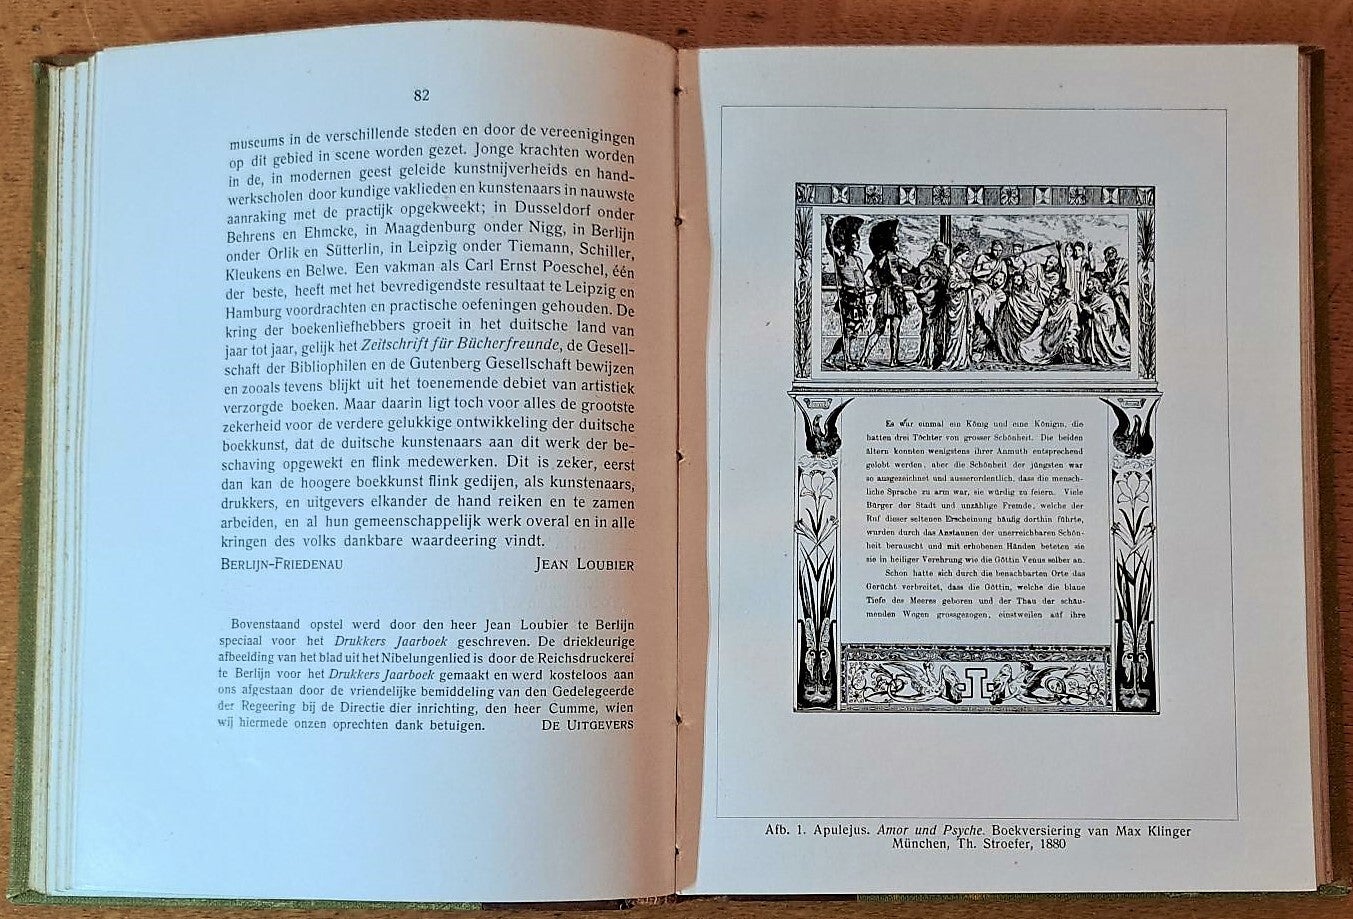 82
museums in de verschillende steden en door de vereenigingen
op dit gebied in scene worden gezet. Jonge krachten worden
in de, in modernen geest geleide kunstnijverheids en hand-
werkscholen door kundige vaklieden en kunstenaars in nauwste
aanraking met de practijk opgekweekt; in Dusseldorf onder
Behrens en Ehmcke, in Maagdenburg onder Nigg, in Berlijn
onder Orlik en Sütterlin, in Leipzig onder Tiemann, Schiller,
Kleukens en Belwe. Een vakman als Carl Ernst Poeschel, één
der beste, heeft met het bevredigendste resultaat te Leipzig en
Hamburg voordrachten en practische oefeningen gehouden. De
kring der boekenliefhebbers groeit in het duitsche land van
jaar tot jaar, gelijk het Zeitschrift für Bücherfreunde, de Gesell-
schaft der Bibliophilen en de Gutenberg Gesellschaft bewijzen
en zooals tevens blijkt uit het toenemende debiet van artistiek
verzorgde boeken. Maar daarin ligt toch voor alles de grootste
zekerheid voor de verdere gelukkige ontwikkeling der duitsche
boekkunst, dat de duitsche kunstenaars aan dit werk der be-
schaving opgewekt en flink medewerken. Dit is zeker, eerst
dan kan de hoogere boekkunst flink gedijen, als kunstenaars,
drukkers, en uitgevers elkander de hand reiken en te zamen
arbeiden, en al hun gemeenschappelijk werk overal en in alle
kringen des volks dankbare waardeering vindt.
BERLIJN-FRIEDENAU JEAN LOUBIER
Bovenstaand opstel werd door den heer Jean Loubier te Berlijn
speciaal voor het Drukkers Jaarboek geschreven. De driekleurige
afbeelding van het blad uit het Nibelungenlied is door de Reichsdruckerei
te Berlijn voor het Drukkers Jaarboek gemaakt en werd kosteloos aan
ons afgestaan door de vriendelijke bemiddeling van den Gedelegeerde
der Regeering bij de Directie dier inrichting, den heer Cumme, wien
wij hiermede onzen oprechten dank betuigen. DE UITGEVERS
Es war einmal ein König und eine Königin, die
hatten drei Töchter von grosser Schönheit. Die beiden
ältern konnten wenigstens ihrer Anmuth entsprechend
gelobt werden, aber die Schönheit der jüngsten war
so ausgezeichnet und ausserordentlich, dass die mensch-
liche Sprache zu arm war, sie würdig zu feiern. Viele
Bürger der Stadt und unzählige Fremde, welche der
Ruf dieser seltenen Erscheinung häufig dorthin führte,
wurden durch das Anstaunen der unerreichbaren Schön-
heit berauscht und mit erhobenen Händen beteten sie
sie in heiliger Verehrung wie die Göttin Venus selber an.
Schon hatte sich durch die benachbarten Orte das
Gerücht verbreitet, dass die Göttin, welche die blaue
Tiefe des Meeres geboren und der Thau der schäu-
menden Wogen grossgezogen, einstweilen auf ihre
Afb. 1. Apulejus. Amor und Psyche. Boekversiering van Max Klinger
München, Th. Stroefer, 1880